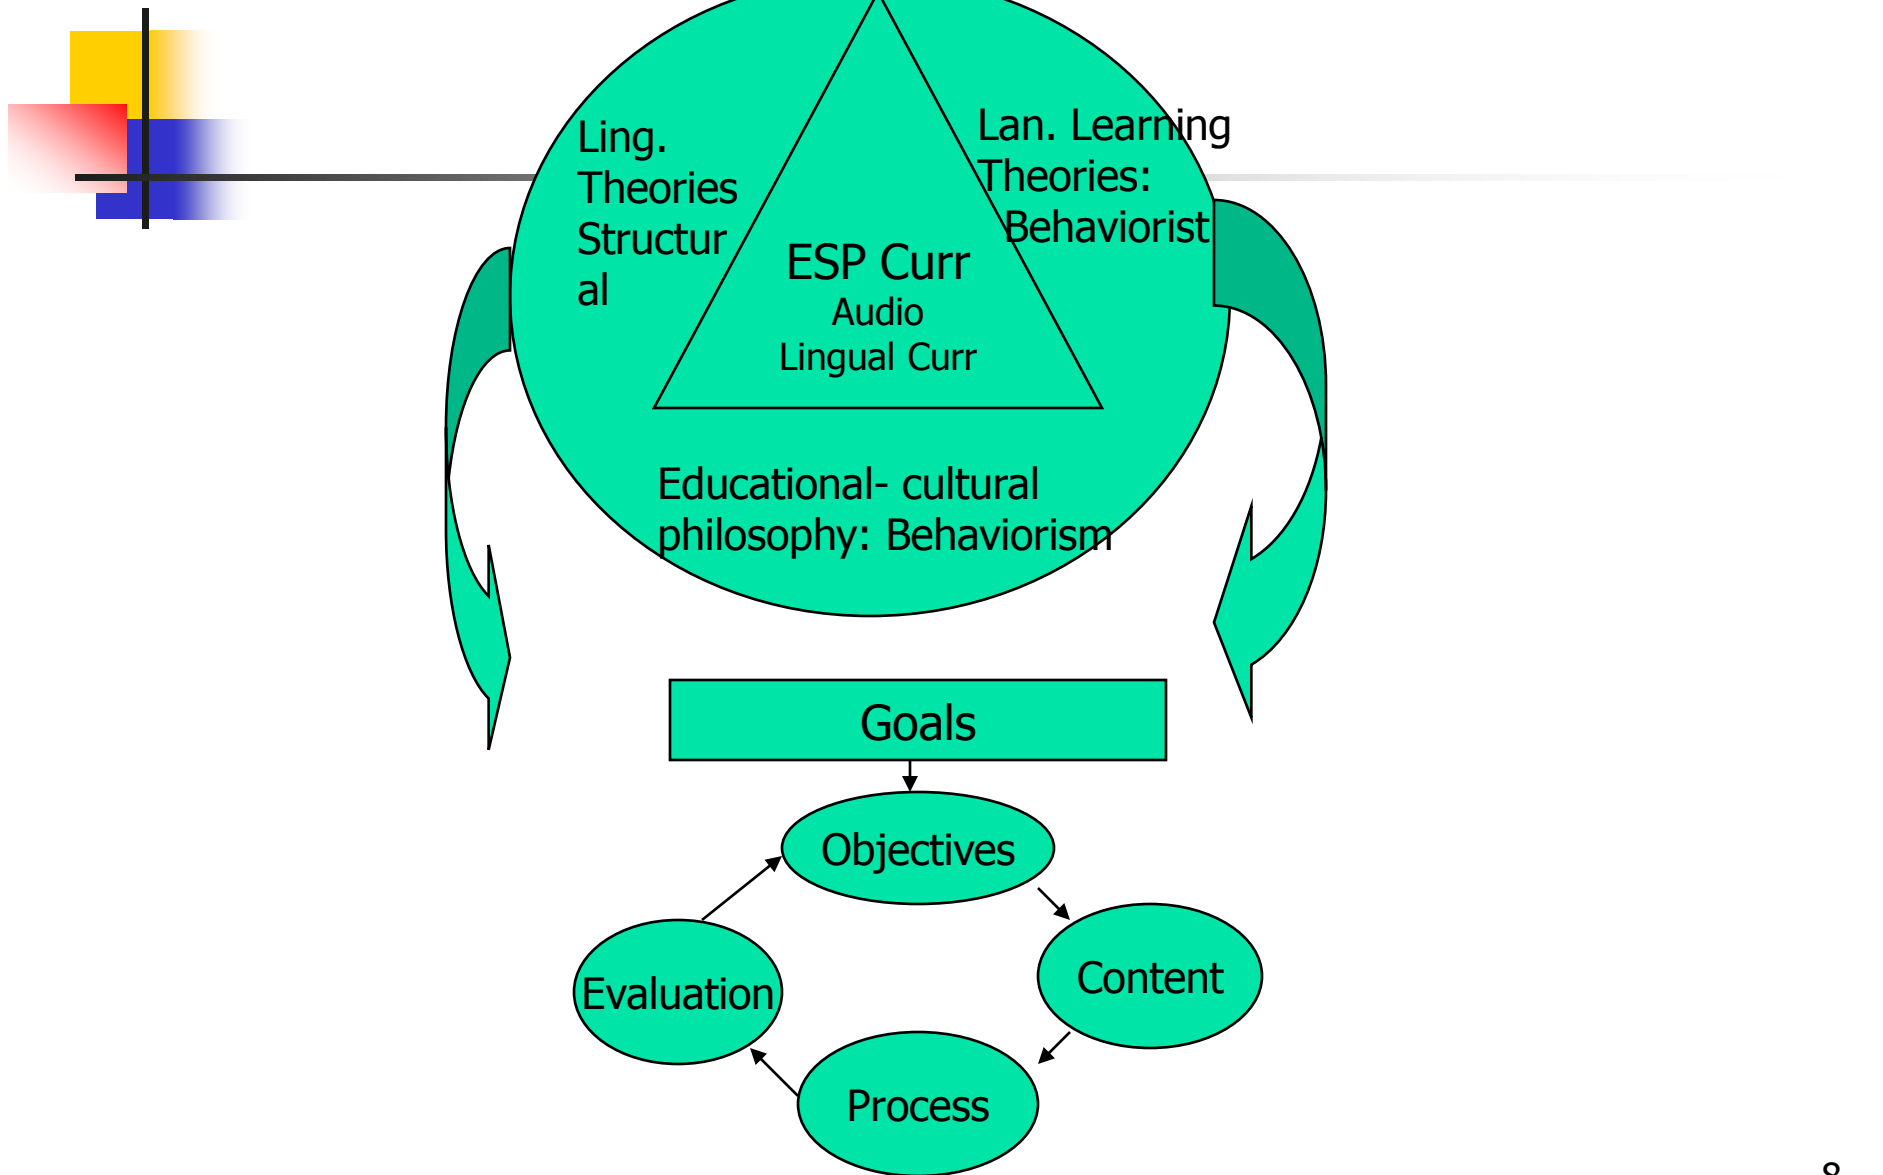 Ling.
Theories
Structur
al
Lan. Learning
Theories:
Behaviorist
ESP Curr
Audio
Lingual Curr
Educational- cultural
philosophy: Behaviorism
Goals
Objectives
Content
Evaluation
Process
8